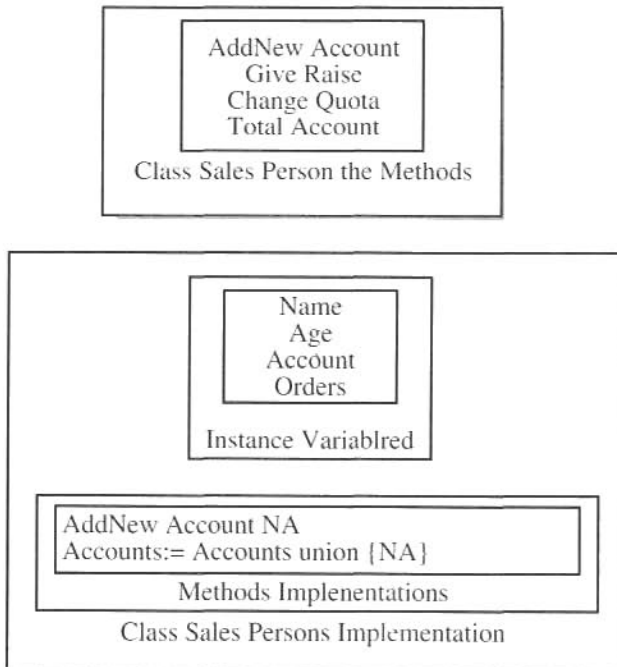 AddNew Account
Give Raise
Change Quota
Total Account
Class Sales Person the Methods
Name
Age
Account
Orders
Instance Variablred
AddNew Account NA
Accounts:= Accounts union {NA}
Methods Implenentations
Class Sales Persons Implementation